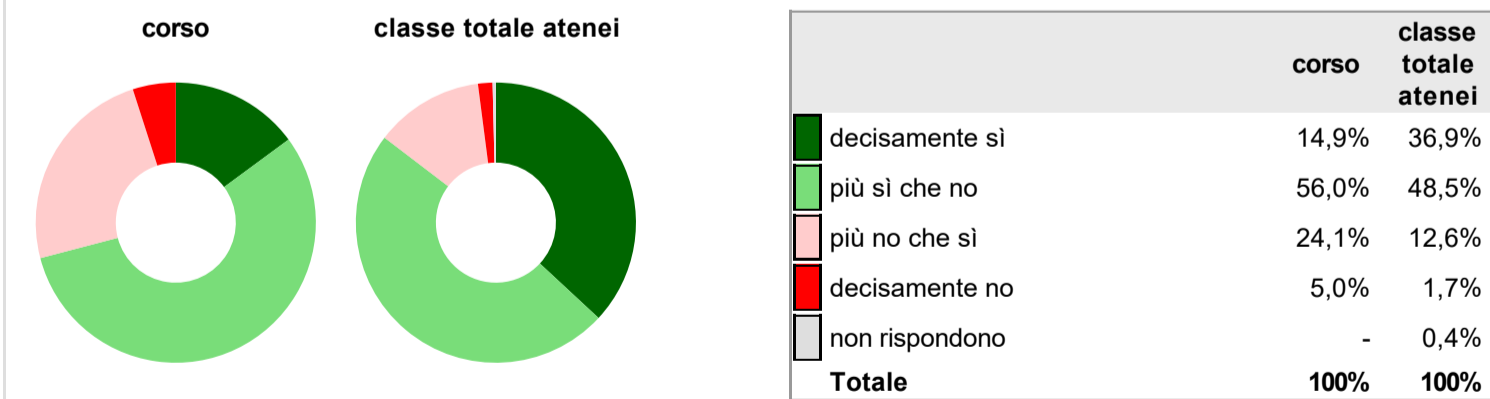 corso classe totale atenei
corso classe totale atenei
decisamente sì 14,9% 36,9%
più sì che no 56,0% 48,5%
più no che sì 24,1% 12,6%
decisamente no 5,0% 1,7%
non rispondono - 0,4%
Totale 100% 100%